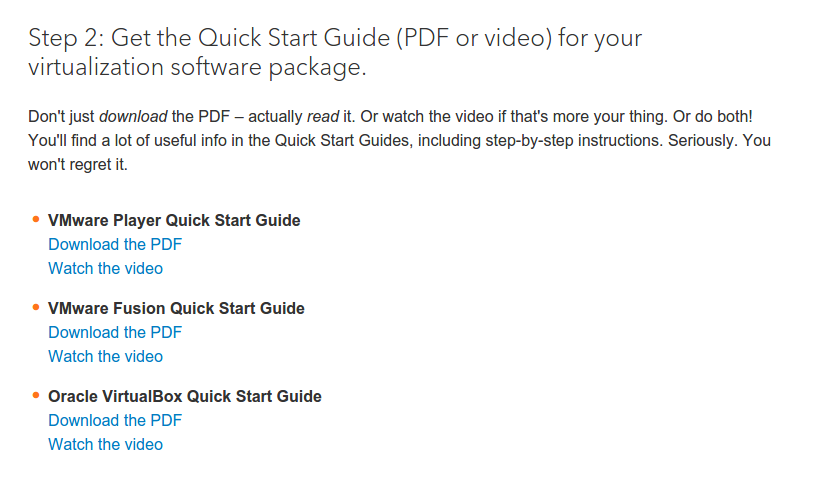 Step 2: Get the Quick Start Guide (PDF or video) for your
virtualization software package.
Don't just download the PDF – actually read it. Or watch the video if that's more your thing. Or do both!
You'll find a lot of useful info in the Quick Start Guides, including step-by-step instructions. Seriously. You
won't regret it.
• VMware Player Quick Start Guide
Download the PDF
Watch the video
• VMware Fusion Quick Start Guide
Download the PDF
Watch the video
• Oracle VirtualBox Quick Start Guide
Download the PDF
Watch the video